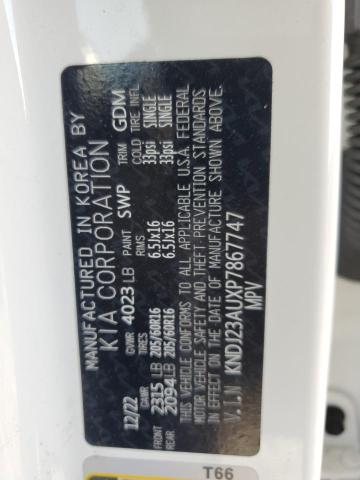 MANUFACTURED IN KOREA BY
KIA CORPORATION
12/22 GVWR 4023 LB PAINT SWP TRIM GDM
GAWR TIRES RIMS COLD TIRE INFL
FRONT 2315 LB 205/60R16 6.5Jx16 33psi SINGLE
REAR 2094 LB 205/60R16 6.5Jx16 33psi SINGLE
THIS VEHICLE CONFORMS TO ALL APPLICABLE U.S.A. FEDERAL
MOTOR VEHICLE SAFETY AND THEFT PREVENTION STANDARDS
IN EFFECT ON THE DATE OF MANUFACTURE SHOWN ABOVE.
V.I.N KNDJ23AUXP7867747
MPV
T66